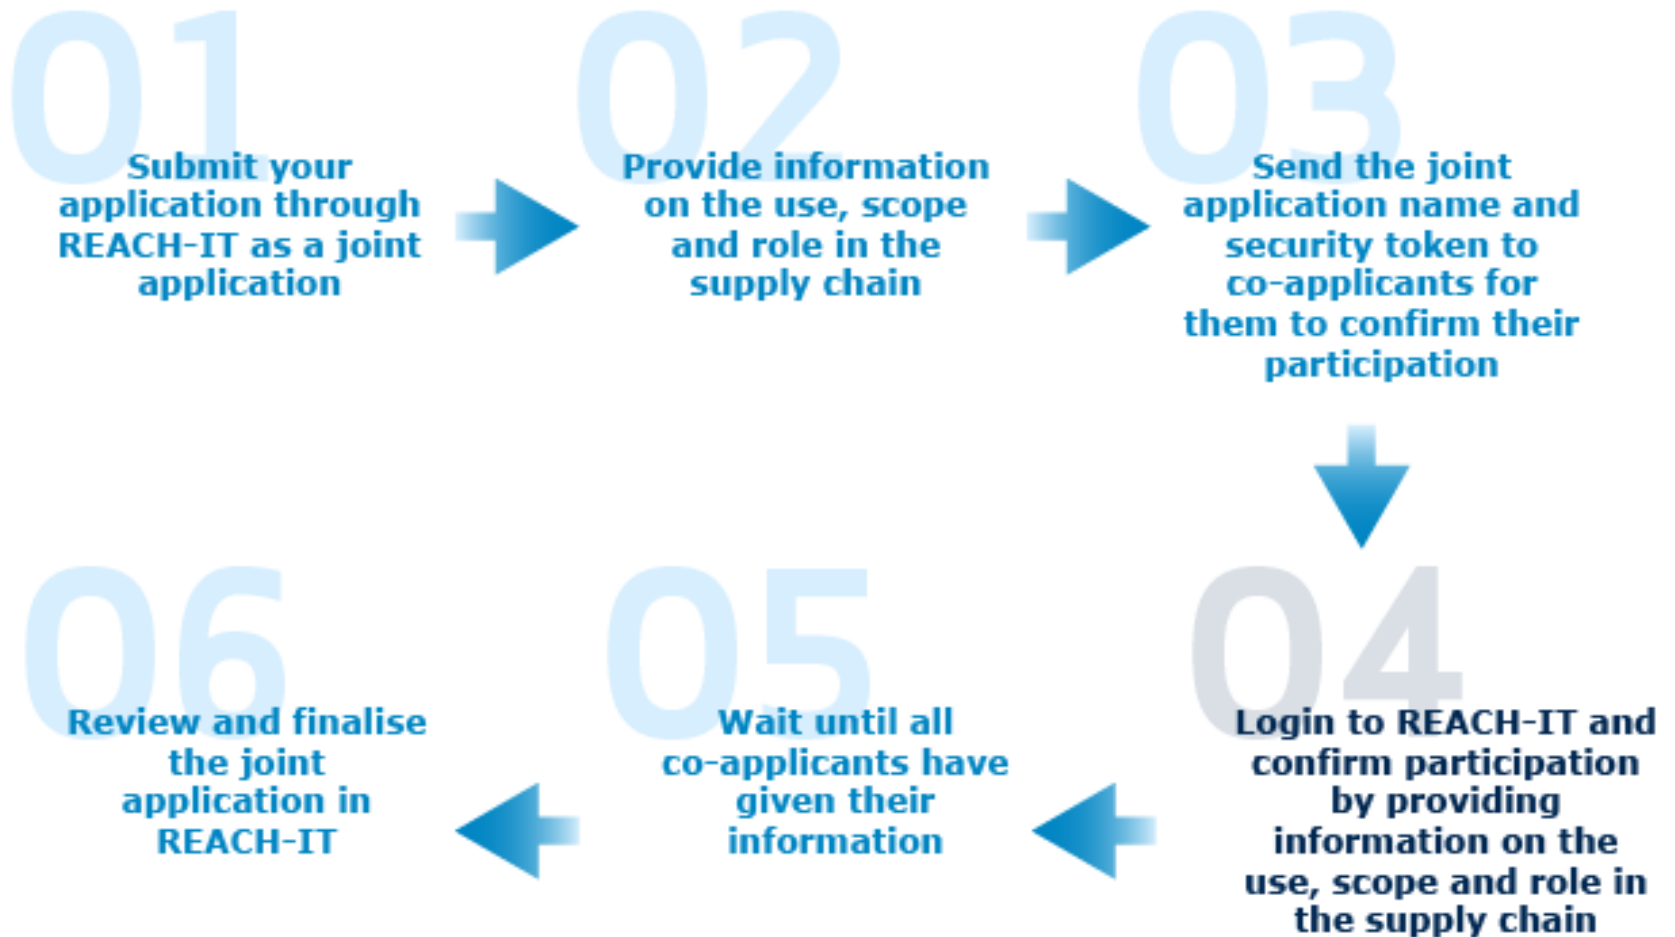 01
Submit your
application through
REACH-IT as a joint
application
02
Provide information
on the use, scope
and role in the
supply chain
03
Send the joint
application name and
security token to
co-applicants for
them to confirm their
participation
04
Login to REACH-IT and
confirm participation
by providing
information on the
use, scope and role in
the supply chain
05
Wait until all
co-applicants have
given their
information
06
Review and finalise
the joint
application in
REACH-IT